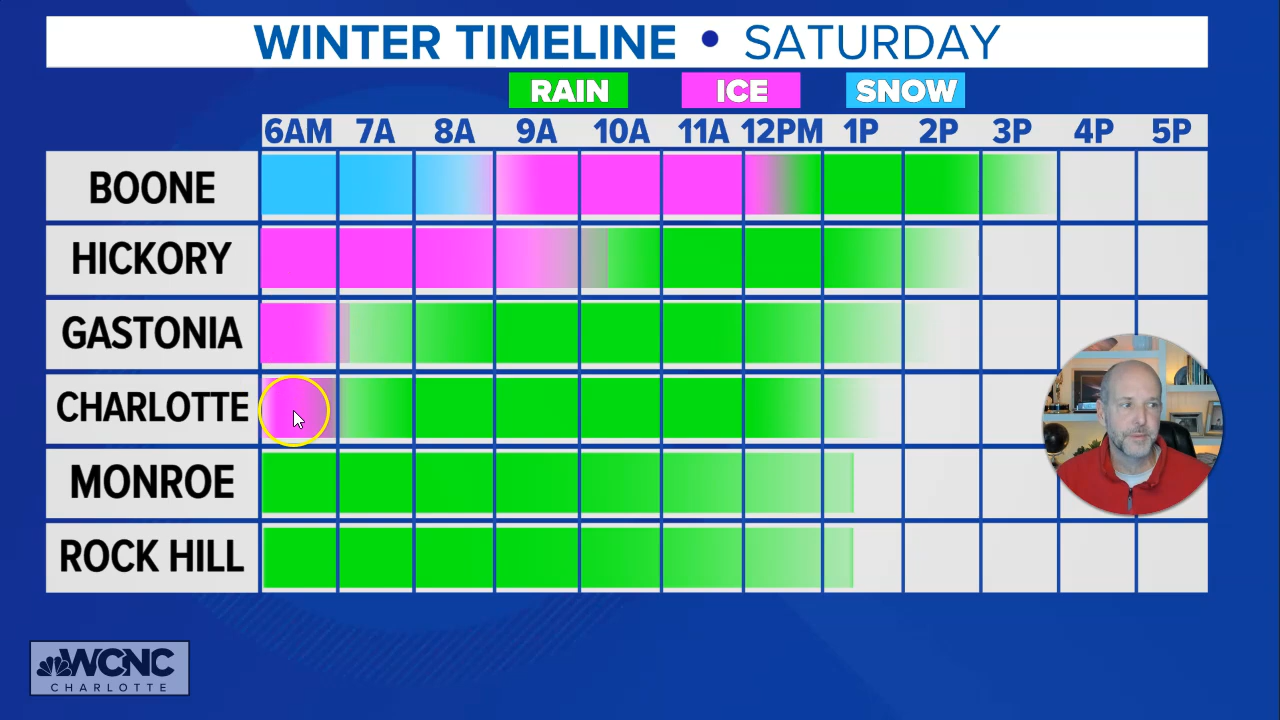 WINTER TIMELINE • SATURDAY
RAIN ICE SNOW
6AM 7A 8A 9A 10A 11A 12PM 1P 2P 3P 4P 5P
BOONE
HICKORY
GASTONIA
CHARLOTTE
MONROE
ROCK HILL
WCNC
CHARLOTTE